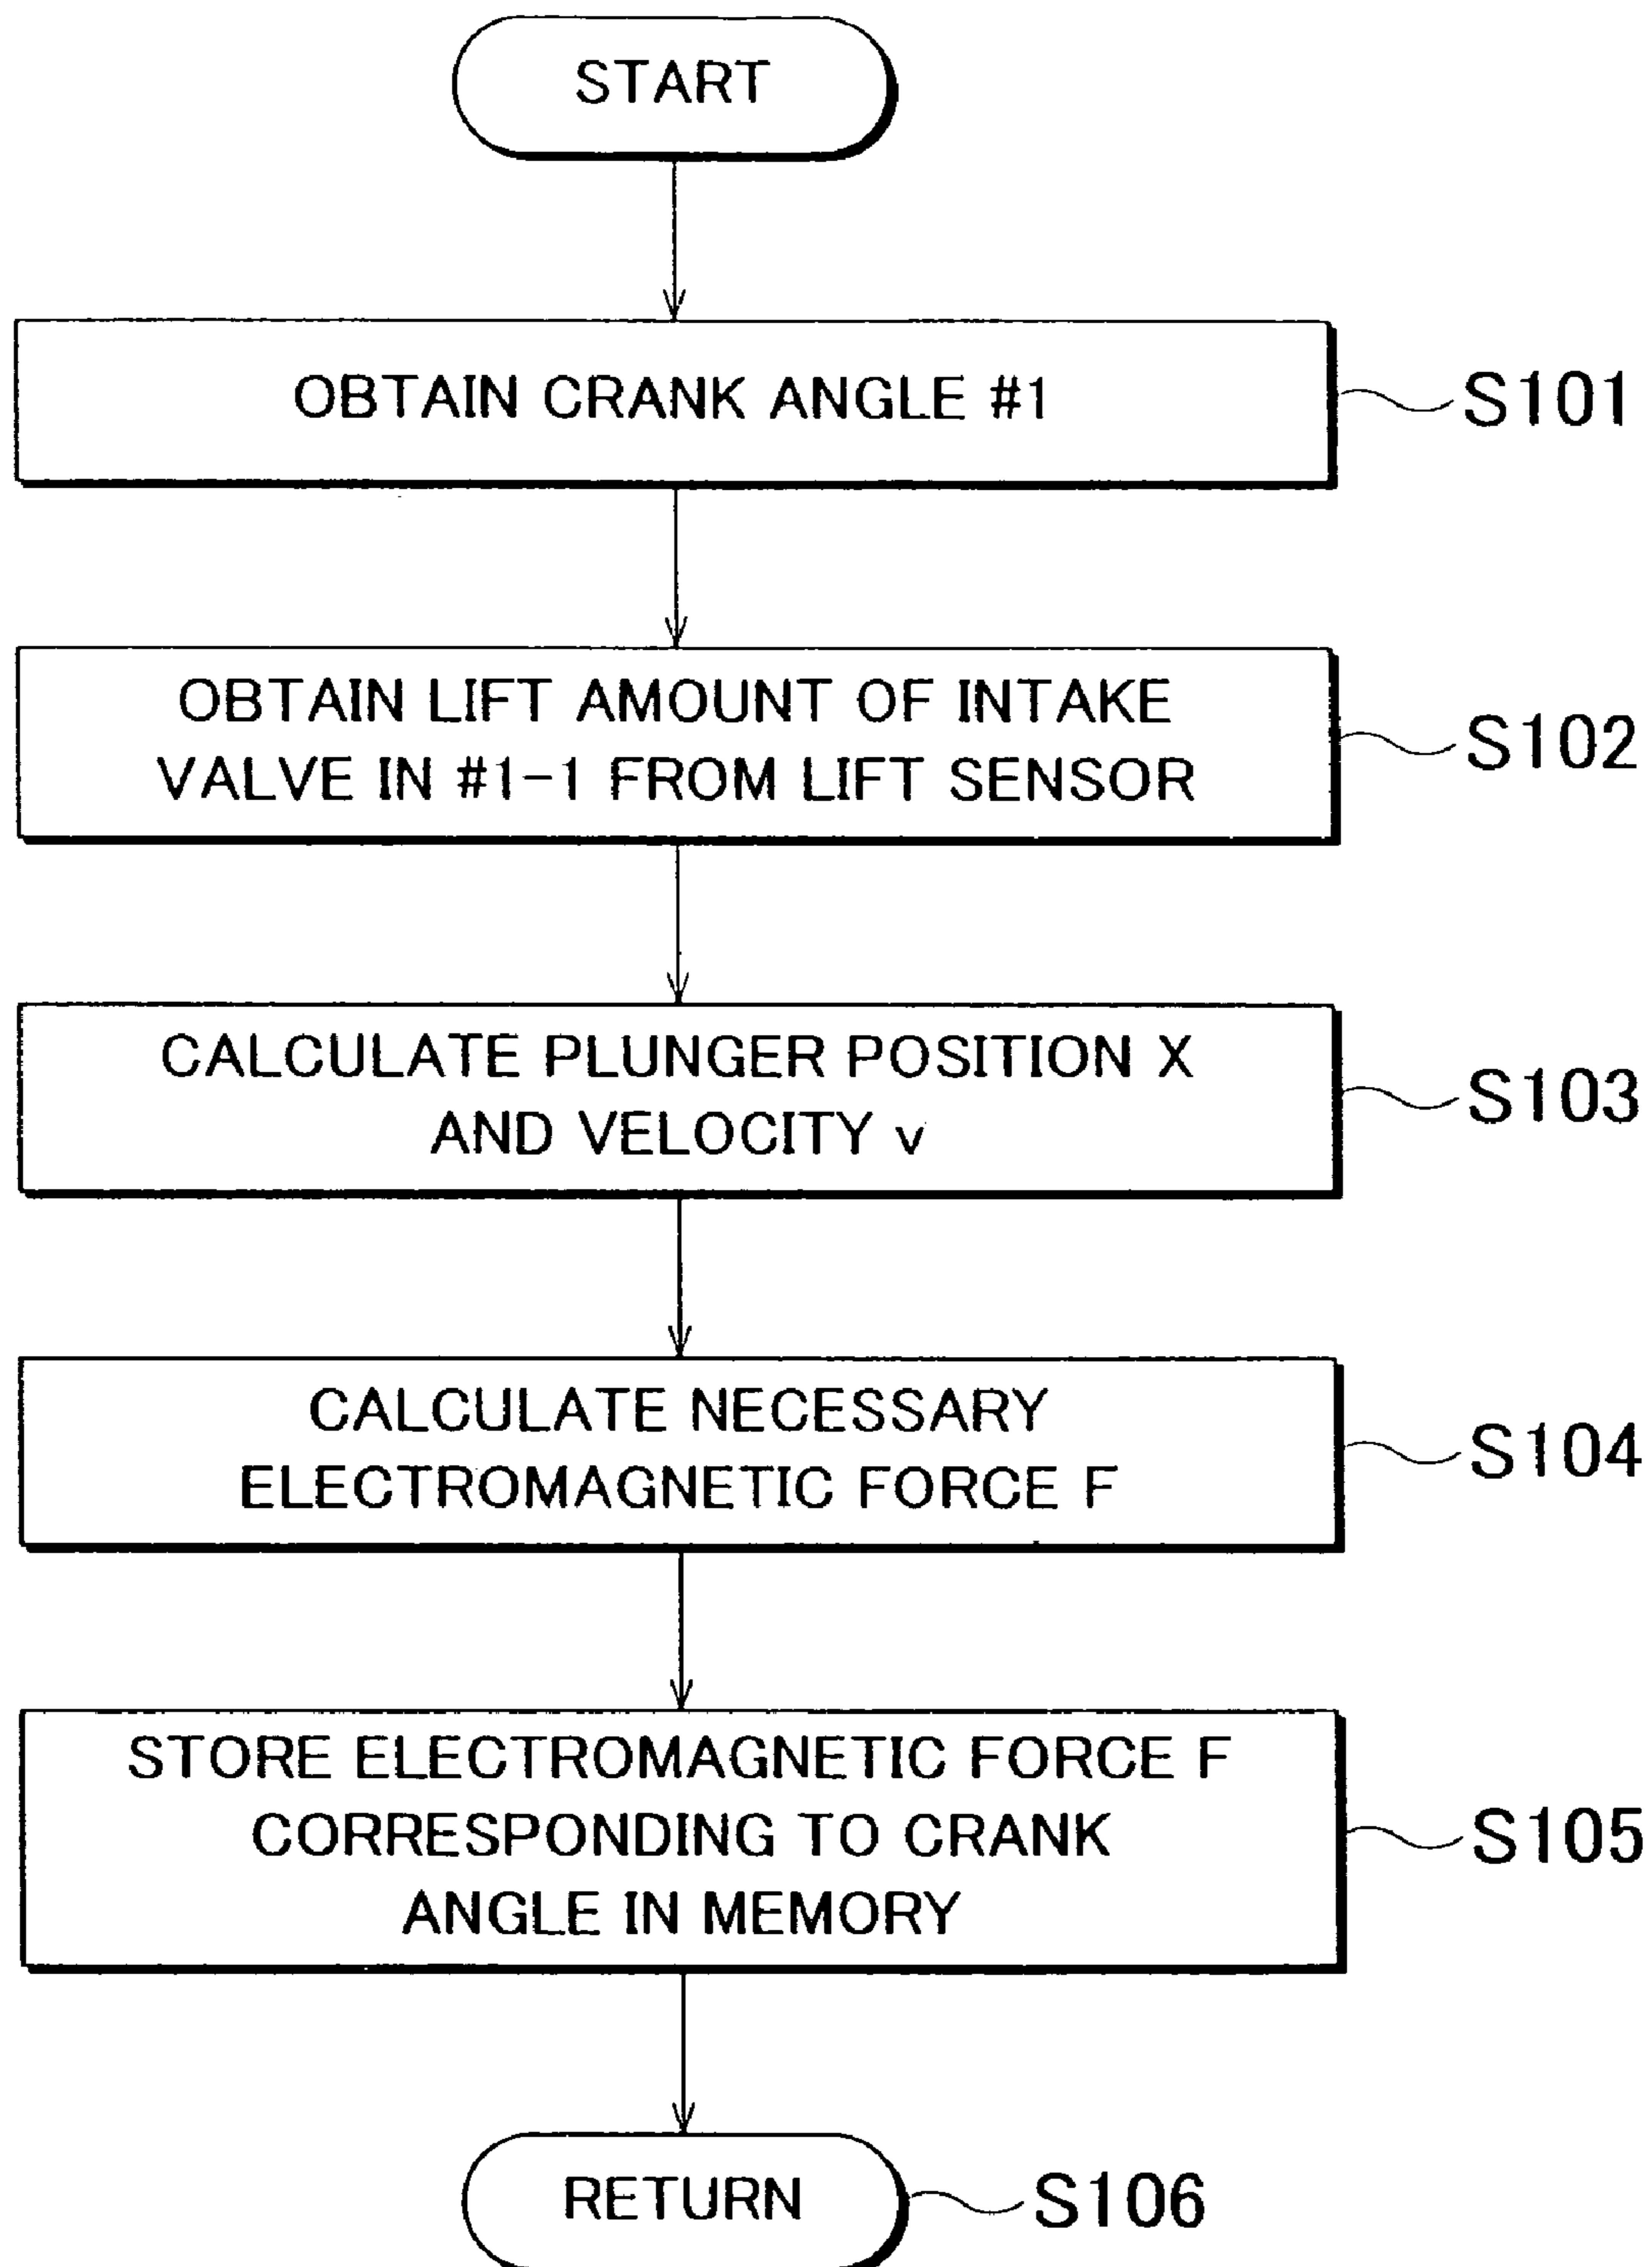 START
OBTAIN CRANK ANGLE #1
S101
OBTAIN LIFT AMOUNT OF INTAKE
VALVE IN #1-1 FROM LIFT SENSOR
S102
CALCULATE PLUNGER POSITION X
AND VELOCITY v
S103
CALCULATE NECESSARY
ELECTROMAGNETIC FORCE F
S104
STORE ELECTROMAGNETIC FORCE F
CORRESPONDING TO CRANK
ANGLE IN MEMORY
S105
RETURN
S106